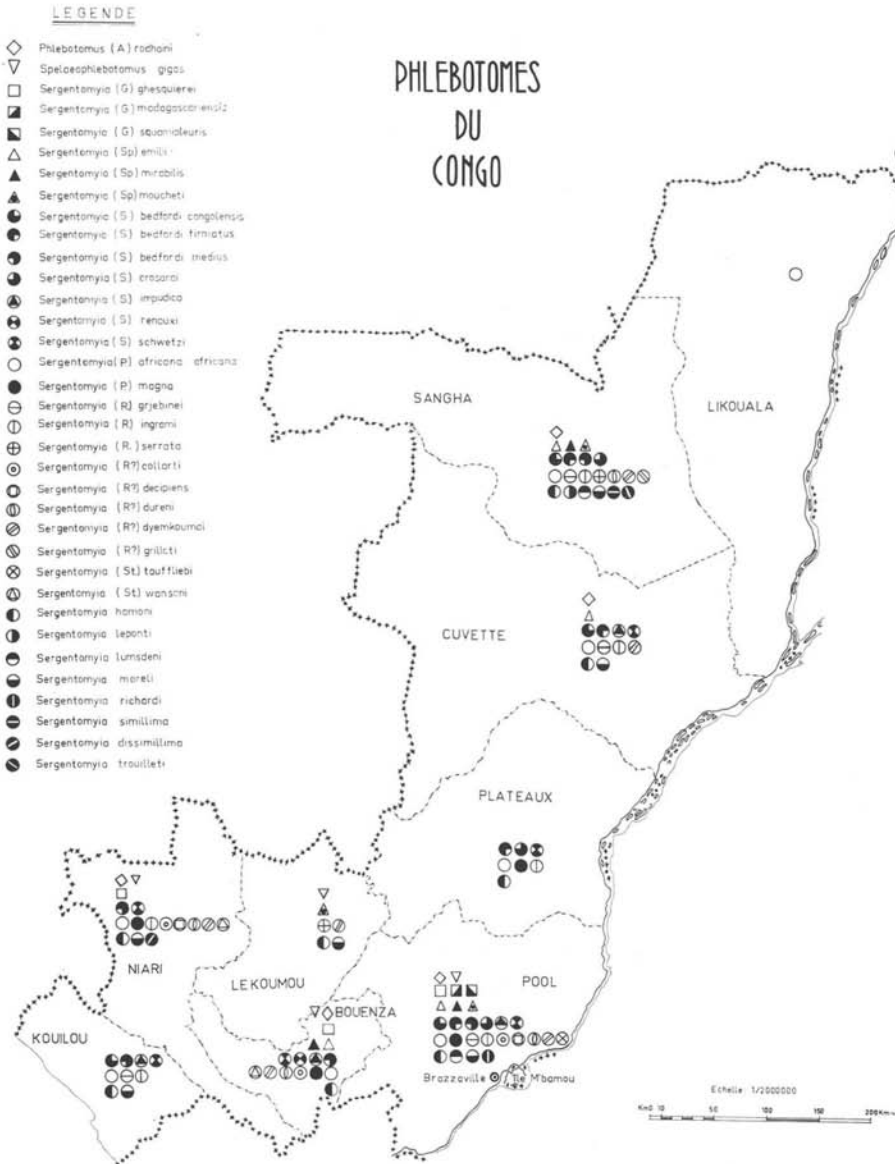 LEGENDE
Phlebotomus (A) rodhani
Spelaeophlebotomus gigas
Sergentomyia (G) ghesquierei
Sergentomyia (G) madagascariensis
Sergentomyia (G) squamipleuris
Sergentomyia (Sp) emilii
Sergentomyia (Sp) mirabilis
Sergentomyia (Sp) moucheti
Sergentomyia (S) bedfordi congolensis
Sergentomyia (S) bedfordi firmatus
Sergentomyia (S) bedfordi medius
Sergentomyia (S)
Sergentomyia (S) impudica
Sergentomyia (S) renauxi
Sergentomyia (S) schwetzi
Sergentomyia (P) africana africana
Sergentomyia (P) magna
Sergentomyia (R) grjebinei
Sergentomyia (R) ingrami
Sergentomyia (R.) serrata
Sergentomyia (R?) collarti
Sergentomyia (R?) decipiens
Sergentomyia (R?) dureni
Sergentomyia (R?) dyemkoumai
Sergentomyia (R?) grilloti
Sergentomyia (St) tauffliebi
Sergentomyia (St) wansoni
Sergentomyia hamoni
Sergentomyia leponti
Sergentomyia lumsdeni
Sergentomyia moreli
Sergentomyia richardi
Sergentomyia simillima
Sergentomyia dissimillima
Sergentomyia trouilleti
PHLEBOTOMES
DU
CONGO
SANGHA
LIKOUALA
CUVETTE
PLATEAUX
NIARI
LEKOUMOU
POOL
BOUENZA
KOUILOU
Brazzaville
Ile M'bamou
Echelle: 1/2000000
Km0 10 50 100 150 200Km